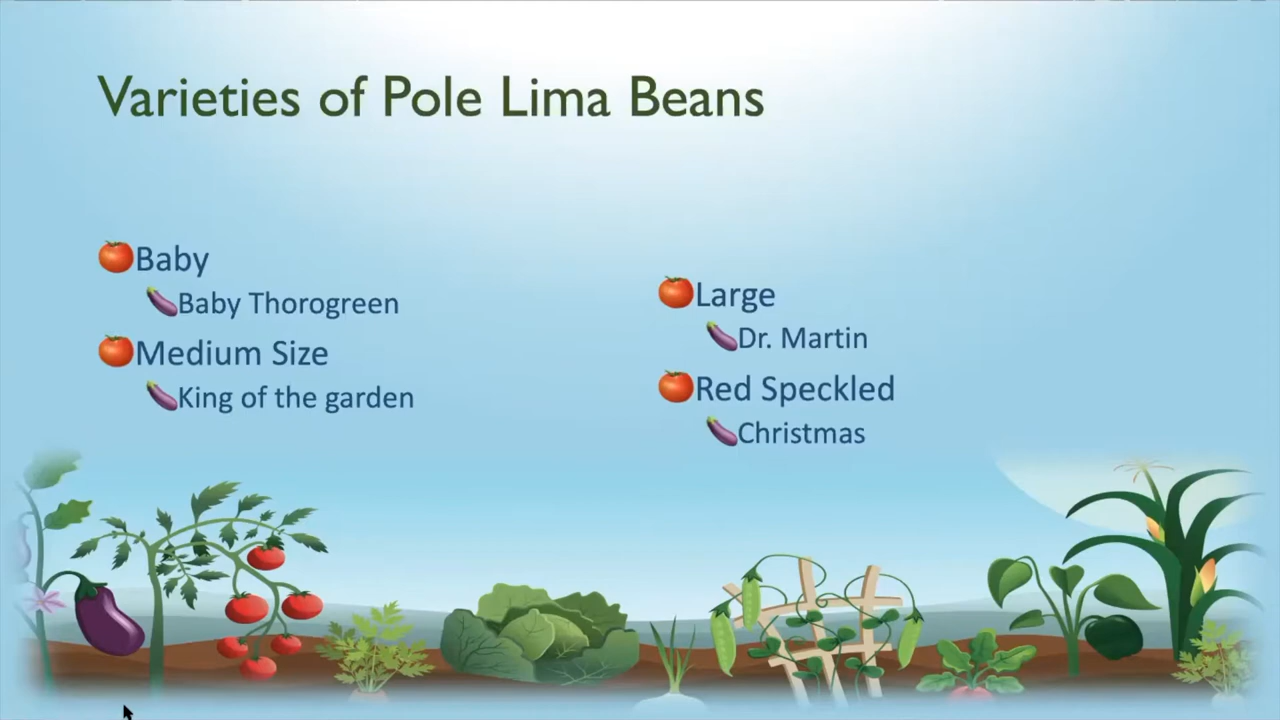 Varieties of Pole Lima Beans
Baby
Baby Thorogreen
Medium Size
King of the garden
Large
Dr. Martin
Red Speckled
Christmas